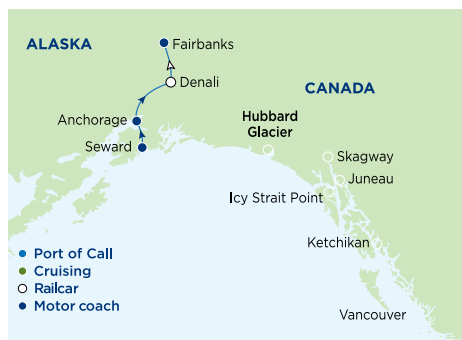 Fairbanks
ALASKA
Denali
CANADA
Anchorage
Hubbard
Glacier
Seward
Skagway
Juneau
Icy Strait Point
Ketchikan
Port of Call
Cruising
Railcar
Motor coach
Vancouver